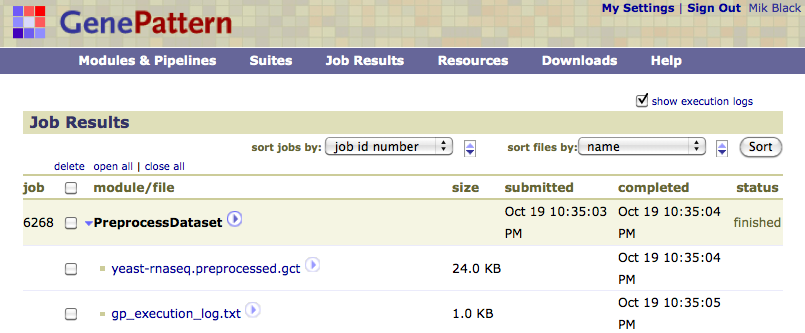 My Settings | Sign Out Mik Black
GenePattern
Modules & Pipelines Suites Job Results Resources Downloads Help
show execution logs
Job Results
sort jobs by: job id number sort files by: name Sort
delete open all | close all
job module/file size submitted completed status
6268 PreprocessDataset Oct 19 10:35:03 PM Oct 19 10:35:04 PM finished
yeast-rnaseq.preprocessed.gct 24.0 KB Oct 19 10:35:04 PM
gp_execution_log.txt 1.0 KB Oct 19 10:35:05 PM